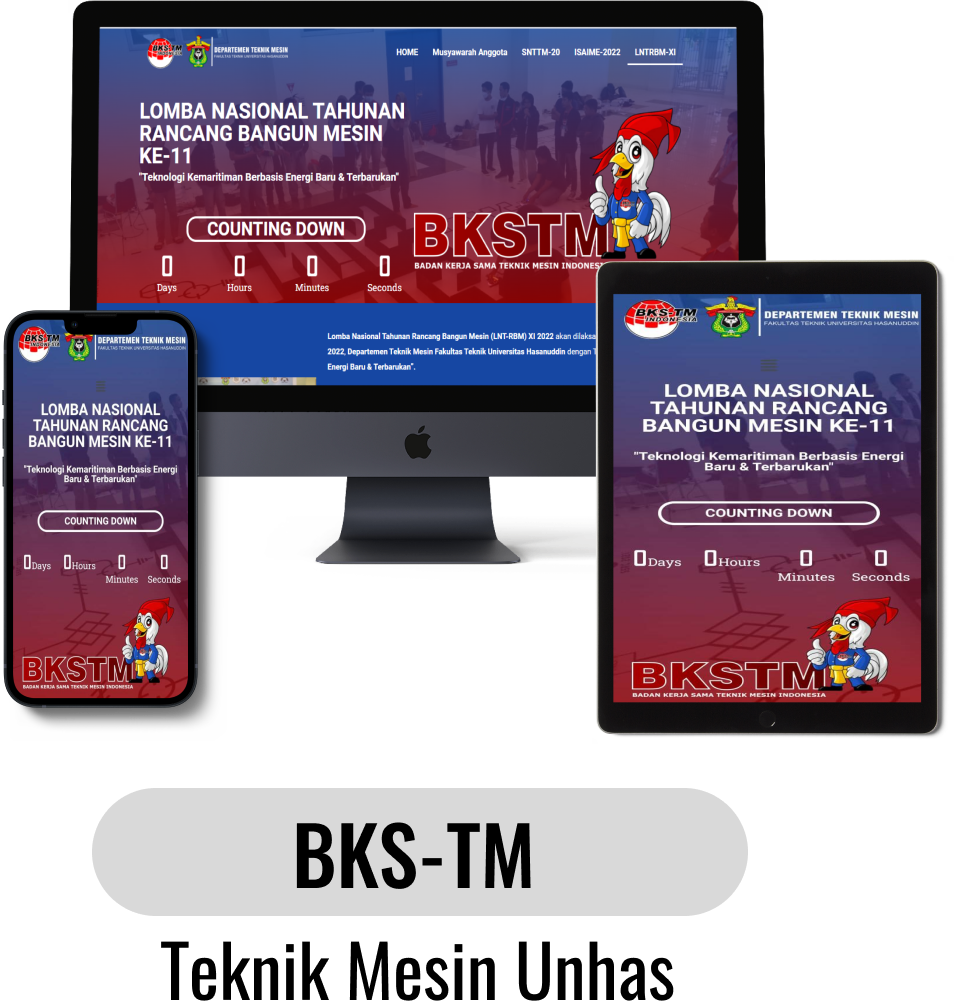 BKS-TM
INDONESIA
DEPARTEMEN TEKNIK MESIN
FAKULTAS TEKNIK UNIVERSITAS HASANUDDIN
HOME Musyawarah Anggota SNTTM-20 ISAIME-2022 LNTRBM-XI
LOMBA NASIONAL TAHUNAN
RANCANG BANGUN MESIN
KE-11
"Teknologi Kemaritiman Berbasis Energi Baru & Terbarukan"
COUNTING DOWN
0 0 0 0
Days Hours Minutes Seconds
BKSTM
BADAN KERJA SAMA TEKNIK MESIN INDONES
Lomba Nasional Tahunan Rancang Bangun Mesin (LNT-RBM) XI 2022 akan dilaksa
2022, Departemen Teknik Mesin Fakultas Teknik Universitas Hasanuddin dengan T
Energi Baru & Terbarukan".
BKS-TM
INDONESIA
DEPARTEMEN TEKNIK MESIN
FAKULTAS TEKNIK UNIVERSITAS HASANUDDIN
LOMBA NASIONAL
TAHUNAN RANCANG
BANGUN MESIN KE-11
"Teknologi Kemaritiman Berbasis Energi
Baru & Terbarukan"
COUNTING DOWN
0 Days 0 Hours 0 0
Minutes Seconds
BKSTM
BADAN KERJA SAMA TEKNIK MESIN INDONESIA
BKS-TM
INDONESIA
DEPARTEMEN TEKNIK MESIN
FAKULTAS TEKNIK UNIVERSITAS HASANUDDIN
LOMBA NASIONAL
TAHUNAN RANCANG
BANGUN MESIN KE-11
"Teknologi Kemaritiman Berbasis Energi
Baru & Terbarukan"
COUNTING DOWN
0 Days 0 Hours 0 0
Minutes Seconds
BKSTM
BADAN KERJA SAMA TEKNIK MESIN INDONESIA
BKS-TM
Teknik Mesin Unhas